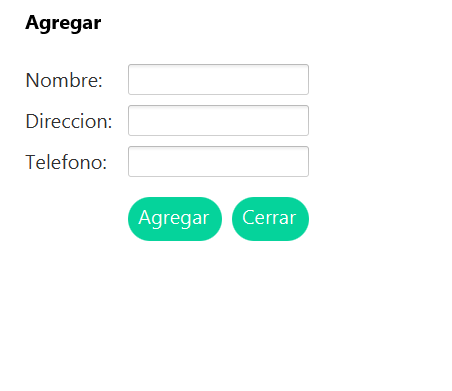 Agregar
Nombre:
Direccion:
Telefono:
Agregar Cerrar